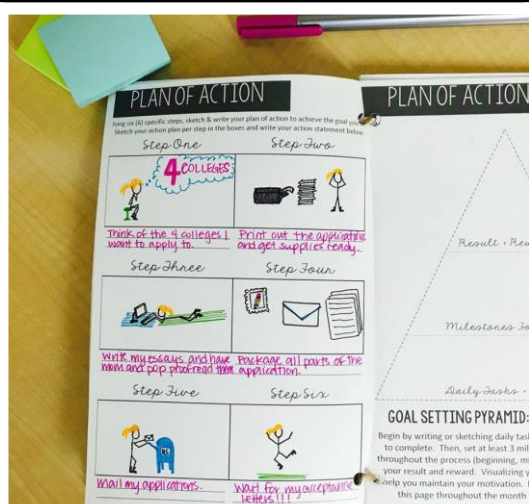 PLAN OF ACTION
Using six (6) specific steps, sketch & write your plan of action to achieve the goal you
Sketch your action plan per step in the boxes and write your action statement below.
Step One
Step Two
4 COLLEGES
Think of the 4 colleges I
want to apply to.
Print out the applications
and get supplies ready.
Step Three
Step Four
Write my essays and have
mom and pop proofread them
Package all parts of the
application.
Step Five
Step Six
Mail my applications.
Wait for my acceptance
letters!!!
PLAN OF ACTION
Result +
Milestones
Daily Tasks +
GOAL SETTING PYRAMID:
Begin by writing or sketching daily
to complete. Then, set at least 3
throughout the process (beginning,
your result and reward. Visualizing
help you maintain your motivation.
this page throughout the